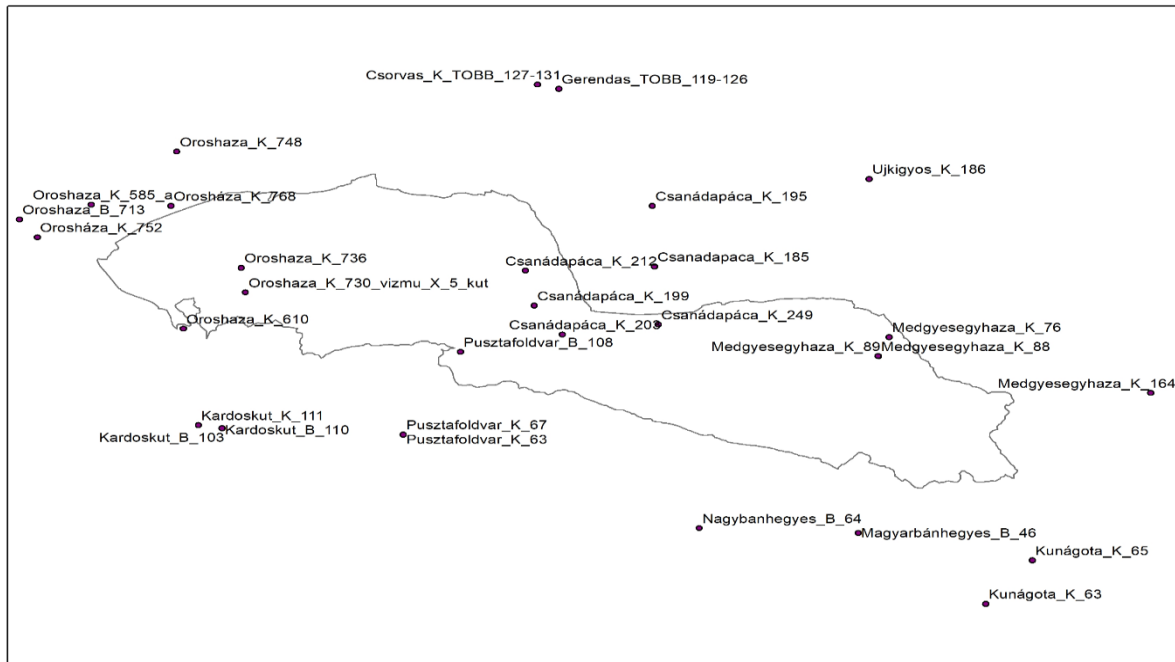 Csorvas_K_TOBB_127-131
Gerendas_TOBB_119-126
Oroshaza_K_748
Ujkigyos_K_186
Oroshaza_K_585_a
Orosháza_K_768
Csanádapáca_K_195
Oroshaza_B_713
Orosháza_K_752
Oroshaza_K_736
Csanádapáca_K_212
Csanadapaca_K_185
Oroshaza_K_730_vizmu_X_5_kut
Csanádapáca_K_199
Oroshaza_K_610
Csanádapáca_K_203
Csanádapáca_K_249
Medgyesegyhaza_K_76
Pusztafoldvar_B_108
Medgyesegyhaza_K_89
Medgyesegyhaza_K_88
Medgyesegyhaza_K_164
Kardoskut_K_111
Kardoskut_B_103
Kardoskut_B_110
Pusztafoldvar_K_67
Pusztafoldvar_K_63
Nagybanhegyes_B_64
Magyarbánhegyes_B_46
Kunágota_K_65
Kunágota_K_63